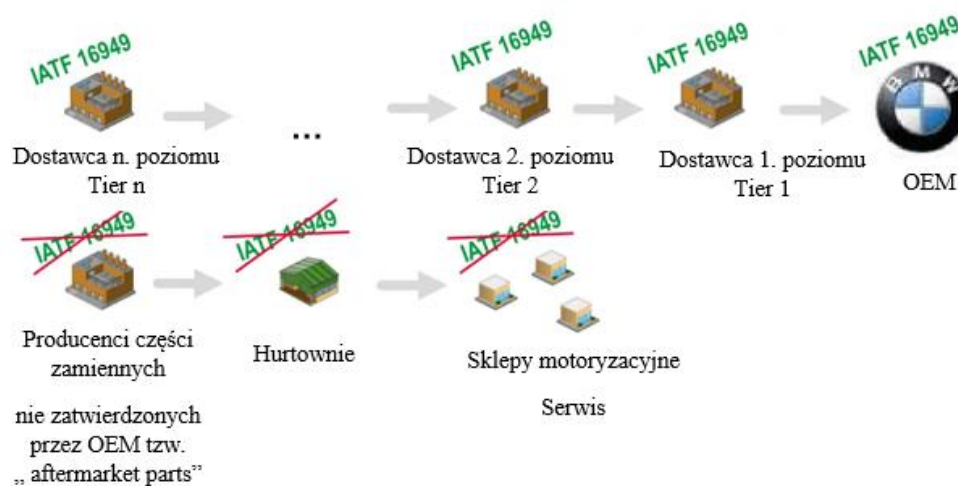 IATF 16949
IATF 16949
IATF 16949
IATF 16949
BMW
...
Dostawca n. poziomu
Tier n
Dostawca 2. poziomu
Tier 2
Dostawca 1. poziomu
Tier 1
OEM
IATF 16949
IATF 16949
IATF 16949
Producenci części
zamiennych
Hurtownie
Sklepy motoryzacyjne
Serwis
nie zatwierdzonych
przez OEM tzw.
„ aftermarket parts”